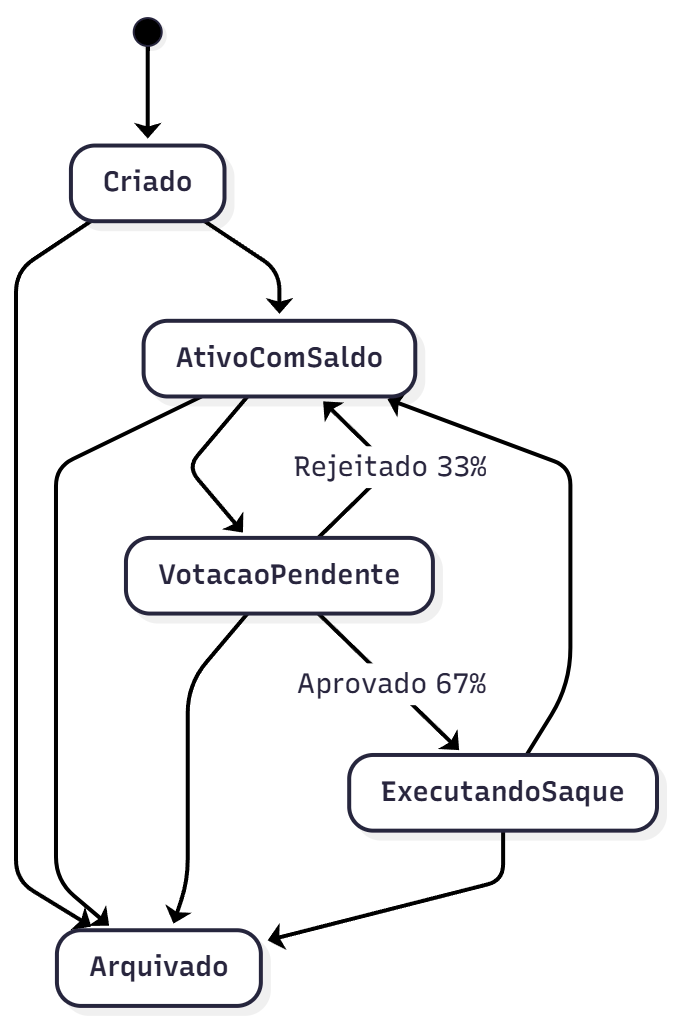 Criado
AtivoComSaldo
Rejeitado 33%
VotacaoPendente
Aprovado 67%
ExecutandoSaque
Arquivado